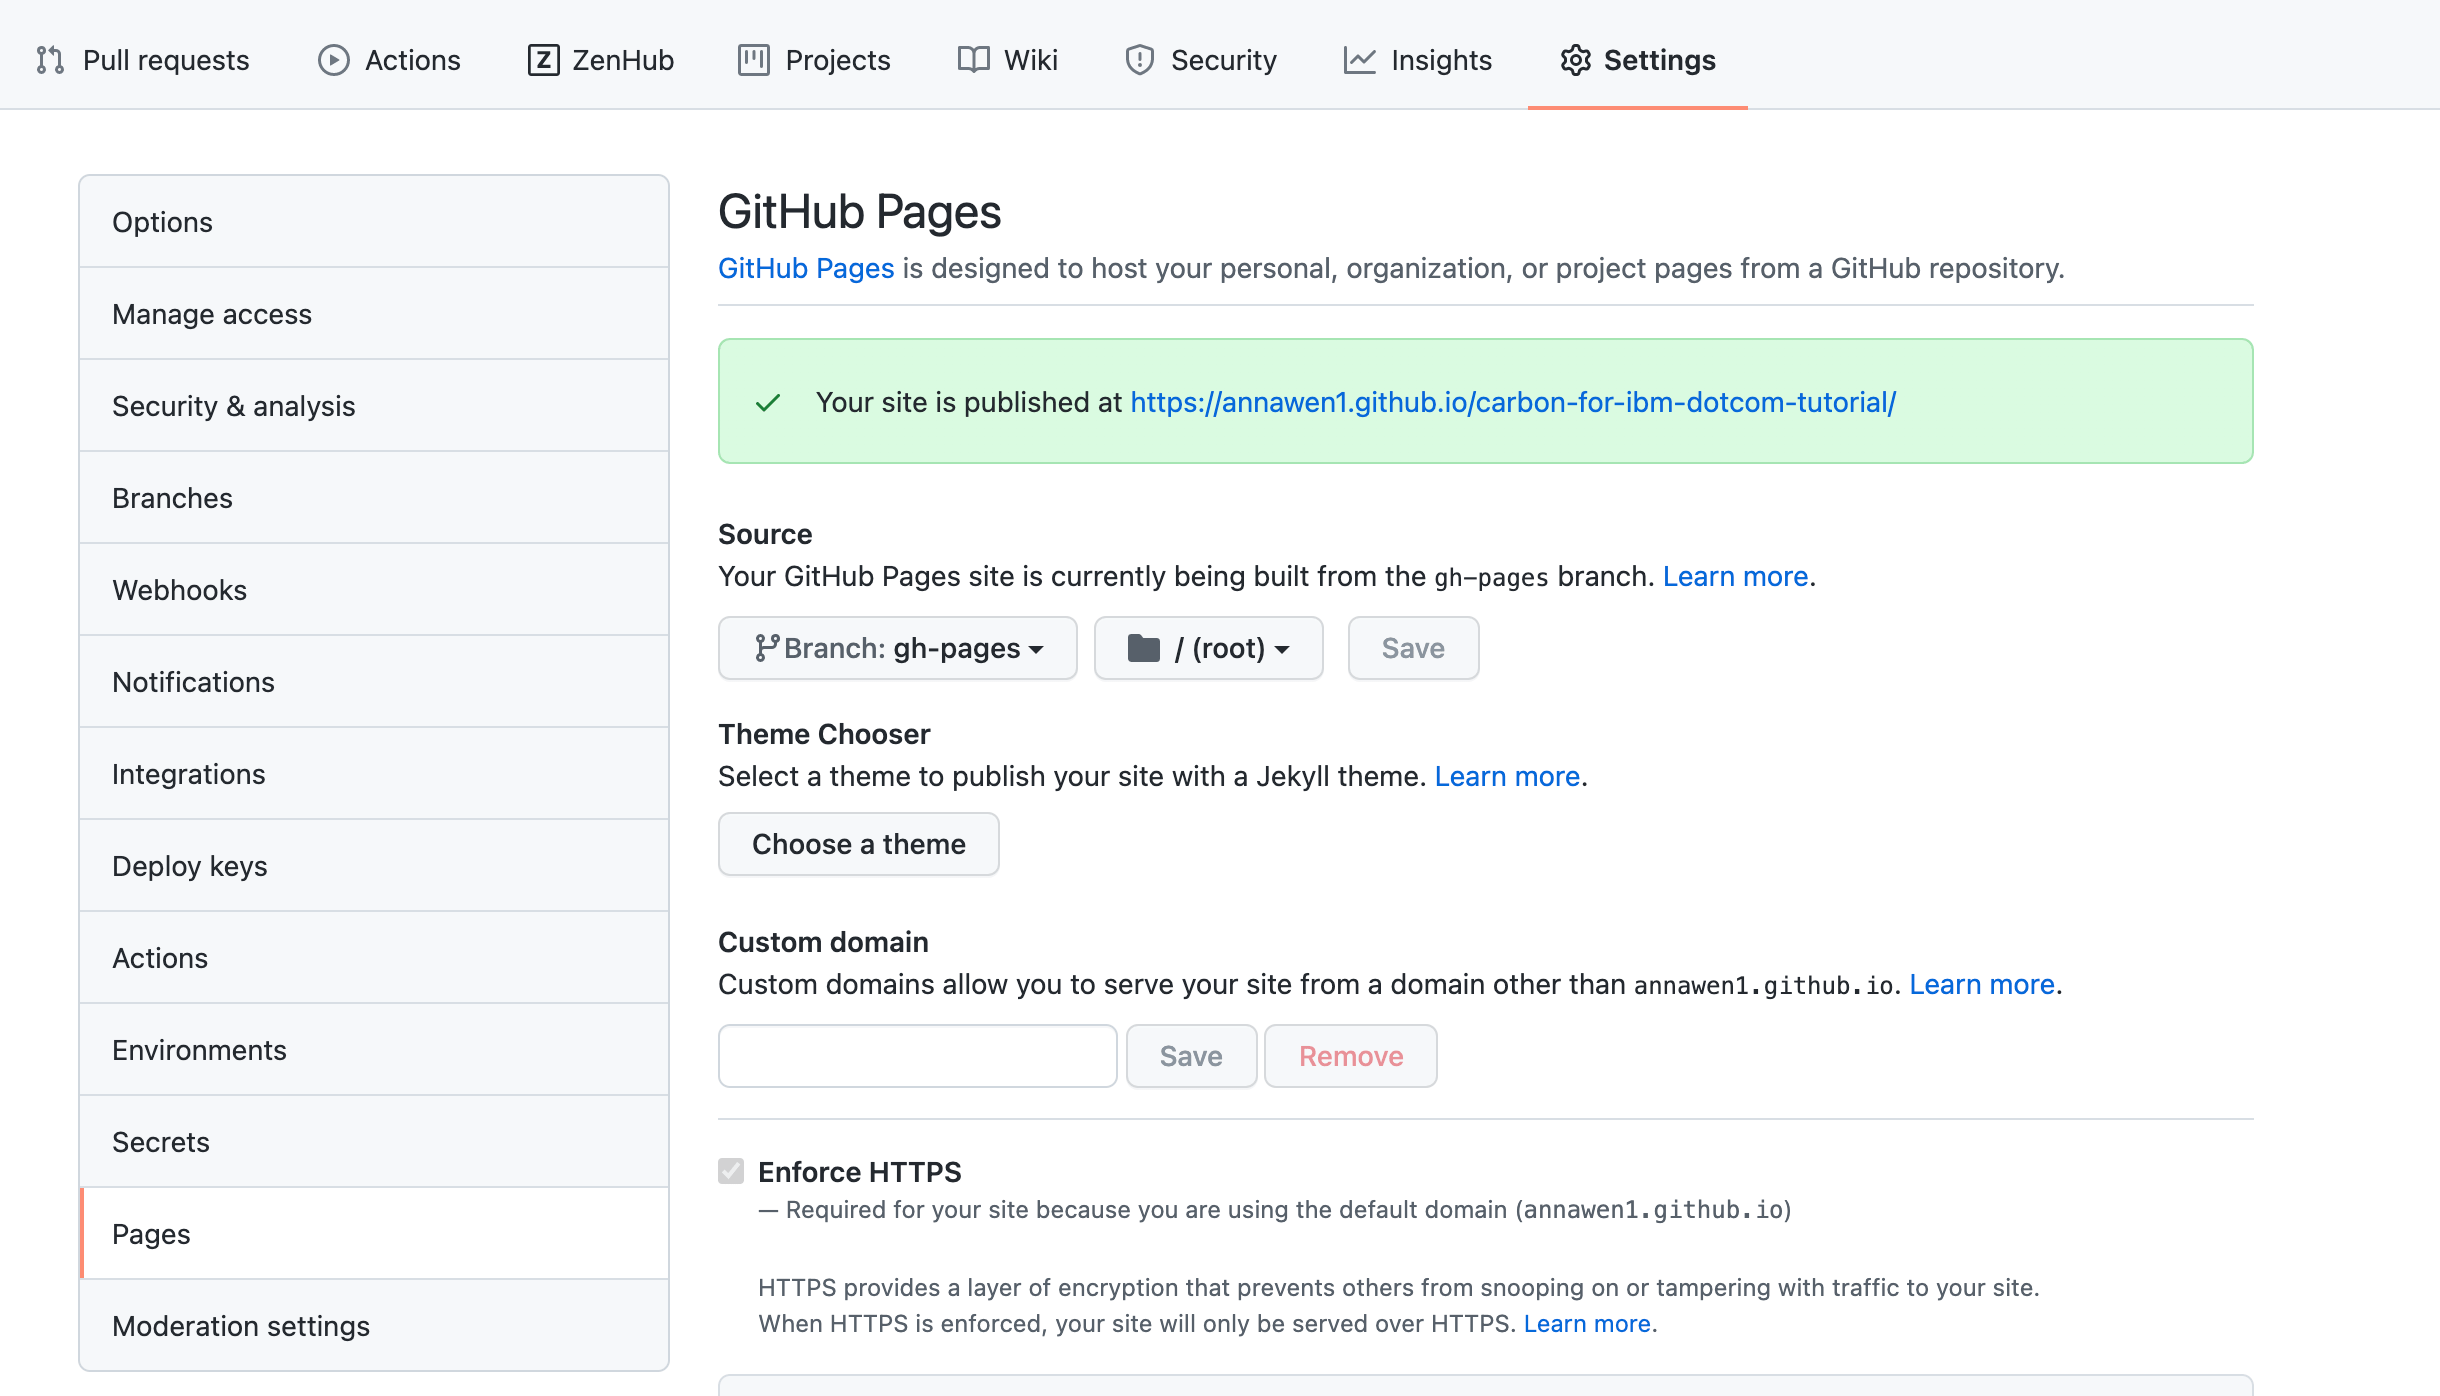 Pull requests Actions ZenHub Projects Wiki Security Insights Settings
Options
Manage access
Security & analysis
Branches
Webhooks
Notifications
Integrations
Deploy keys
Actions
Environments
Secrets
Pages
Moderation settings
GitHub Pages
GitHub Pages is designed to host your personal, organization, or project pages from a GitHub repository.
Your site is published at https://annawen1.github.io/carbon-for-ibm-dotcom-tutorial/
Source
Your GitHub Pages site is currently being built from the gh-pages branch. Learn more.
Branch: gh-pages / (root) Save
Theme Chooser
Select a theme to publish your site with a Jekyll theme. Learn more.
Choose a theme
Custom domain
Custom domains allow you to serve your site from a domain other than annawen1.github.io. Learn more.
Save Remove
Enforce HTTPS
— Required for your site because you are using the default domain (annawen1.github.io)
HTTPS provides a layer of encryption that prevents others from snooping on or tampering with traffic to your site.
When HTTPS is enforced, your site will only be served over HTTPS. Learn more.